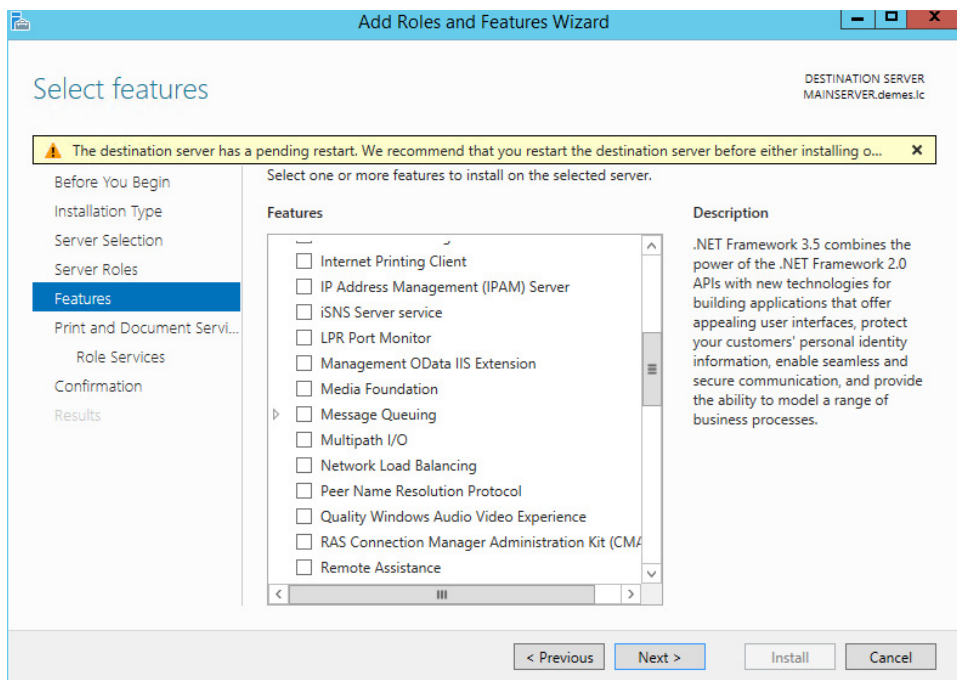 Add Roles and Features Wizard
Select features
DESTINATION SERVER
MAINSERVER.demes.lc
The destination server has a pending restart. We recommend that you restart the destination server before either installing o...
Before You Begin
Installation Type
Server Selection
Server Roles
Features
Print and Document Servi...
Role Services
Confirmation
Results
Select one or more features to install on the selected server.
Features
Internet Printing Client
IP Address Management (IPAM) Server
iSNS Server service
LPR Port Monitor
Management OData IIS Extension
Media Foundation
Message Queuing
Multipath I/O
Network Load Balancing
Peer Name Resolution Protocol
Quality Windows Audio Video Experience
RAS Connection Manager Administration Kit (CMA
Remote Assistance
Description
.NET Framework 3.5 combines the
power of the .NET Framework 2.0
APIs with new technologies for
building applications that offer
appealing user interfaces, protect
your customers' personal identity
information, enable seamless and
secure communication, and provide
the ability to model a range of
business processes.
< Previous
Next >
Install
Cancel